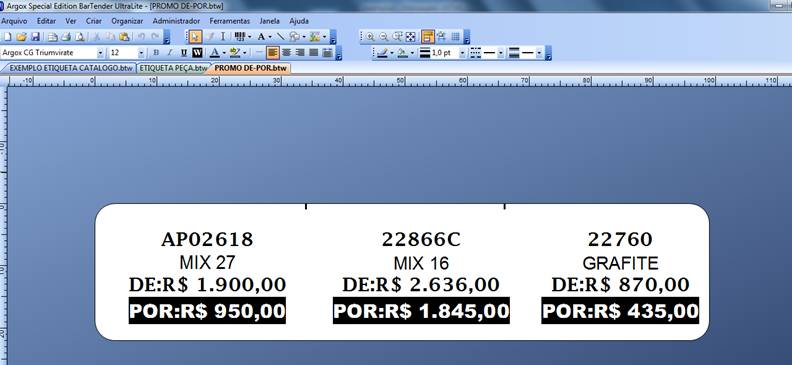 Argox Special Edition BarTender UltraLite - [PROMO DE-POR.btw]
Arquivo Editar Ver Criar Organizar Administrador Ferramentas Janela Ajuda
Argox CG Triumvirate 12 B I U W A 1,0 pt
EXEMPLO ETIQUETA CATALOGO.btw ETIQUETA PEÇA.btw PROMO DE-POR.btw
-10 0 10 20 30 40 50 60 70 80 90 100 110
AP02618
MIX 27
DE:R$ 1.900,00
POR:R$ 950,00
22866C
MIX 16
DE:R$ 2.636,00
POR:R$ 1.845,00
22760
GRAFITE
DE:R$ 870,00
POR:R$ 435,00